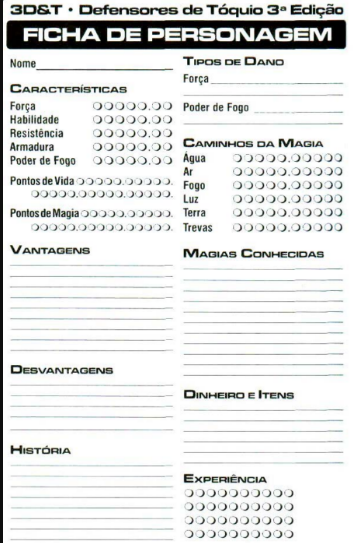 3D&T · Defensores de Tóquio 3ª Edição
FICHA DE PERSONAGEM
Nome
CARACTERÍSTICAS
Força
Habilidade
Resistência
Armadura
Poder de Fogo
Pontos de Vida
Pontos de Magia
VANTAGENS
DESVANTAGENS
HISTÓRIA
TIPOS DE DANO
Força
Poder de Fogo
CAMINHOS DA MAGIA
Água
Ar
Fogo
Luz
Terra
Trevas
MAGIAS CONHECIDAS
DINHEIRO E ITENS
EXPERIÊNCIA